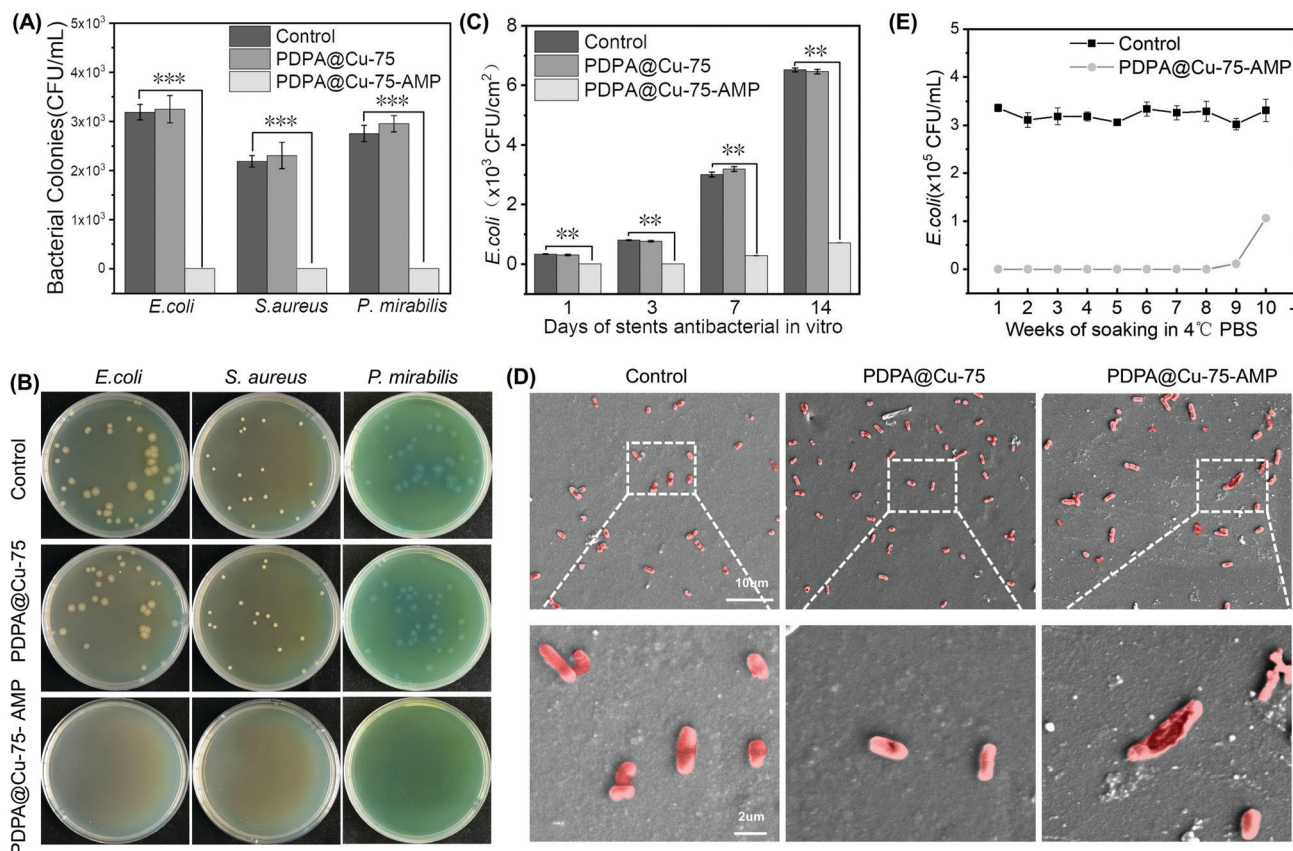 (A)
Bacterial Colonies(CFU/mL)
5x10³
4x10³
3x10³
2x10³
1x10³
0
Control
PDPA@Cu-75
PDPA@Cu-75-AMP
***
***
***
E.coli
S.aureus
P. mirabilis
(C)
E.coli (x10³ CFU/cm²)
8
6
4
2
0
Control
PDPA@Cu-75
PDPA@Cu-75-AMP
**
**
**
**
1
3
7
14
Days of stents antibacterial in vitro
(E)
E.coli(x10⁵ CFU/mL)
5
4
3
2
1
0
Control
PDPA@Cu-75-AMP
1 2 3 4 5 6 7 8 9 10
Weeks of soaking in 4℃ PBS
(B)
E.coli
S. aureus
P. mirabilis
Control
PDPA@Cu-75
PDPA@Cu-75- AMP
(D)
Control
PDPA@Cu-75
PDPA@Cu-75-AMP
10um
2um